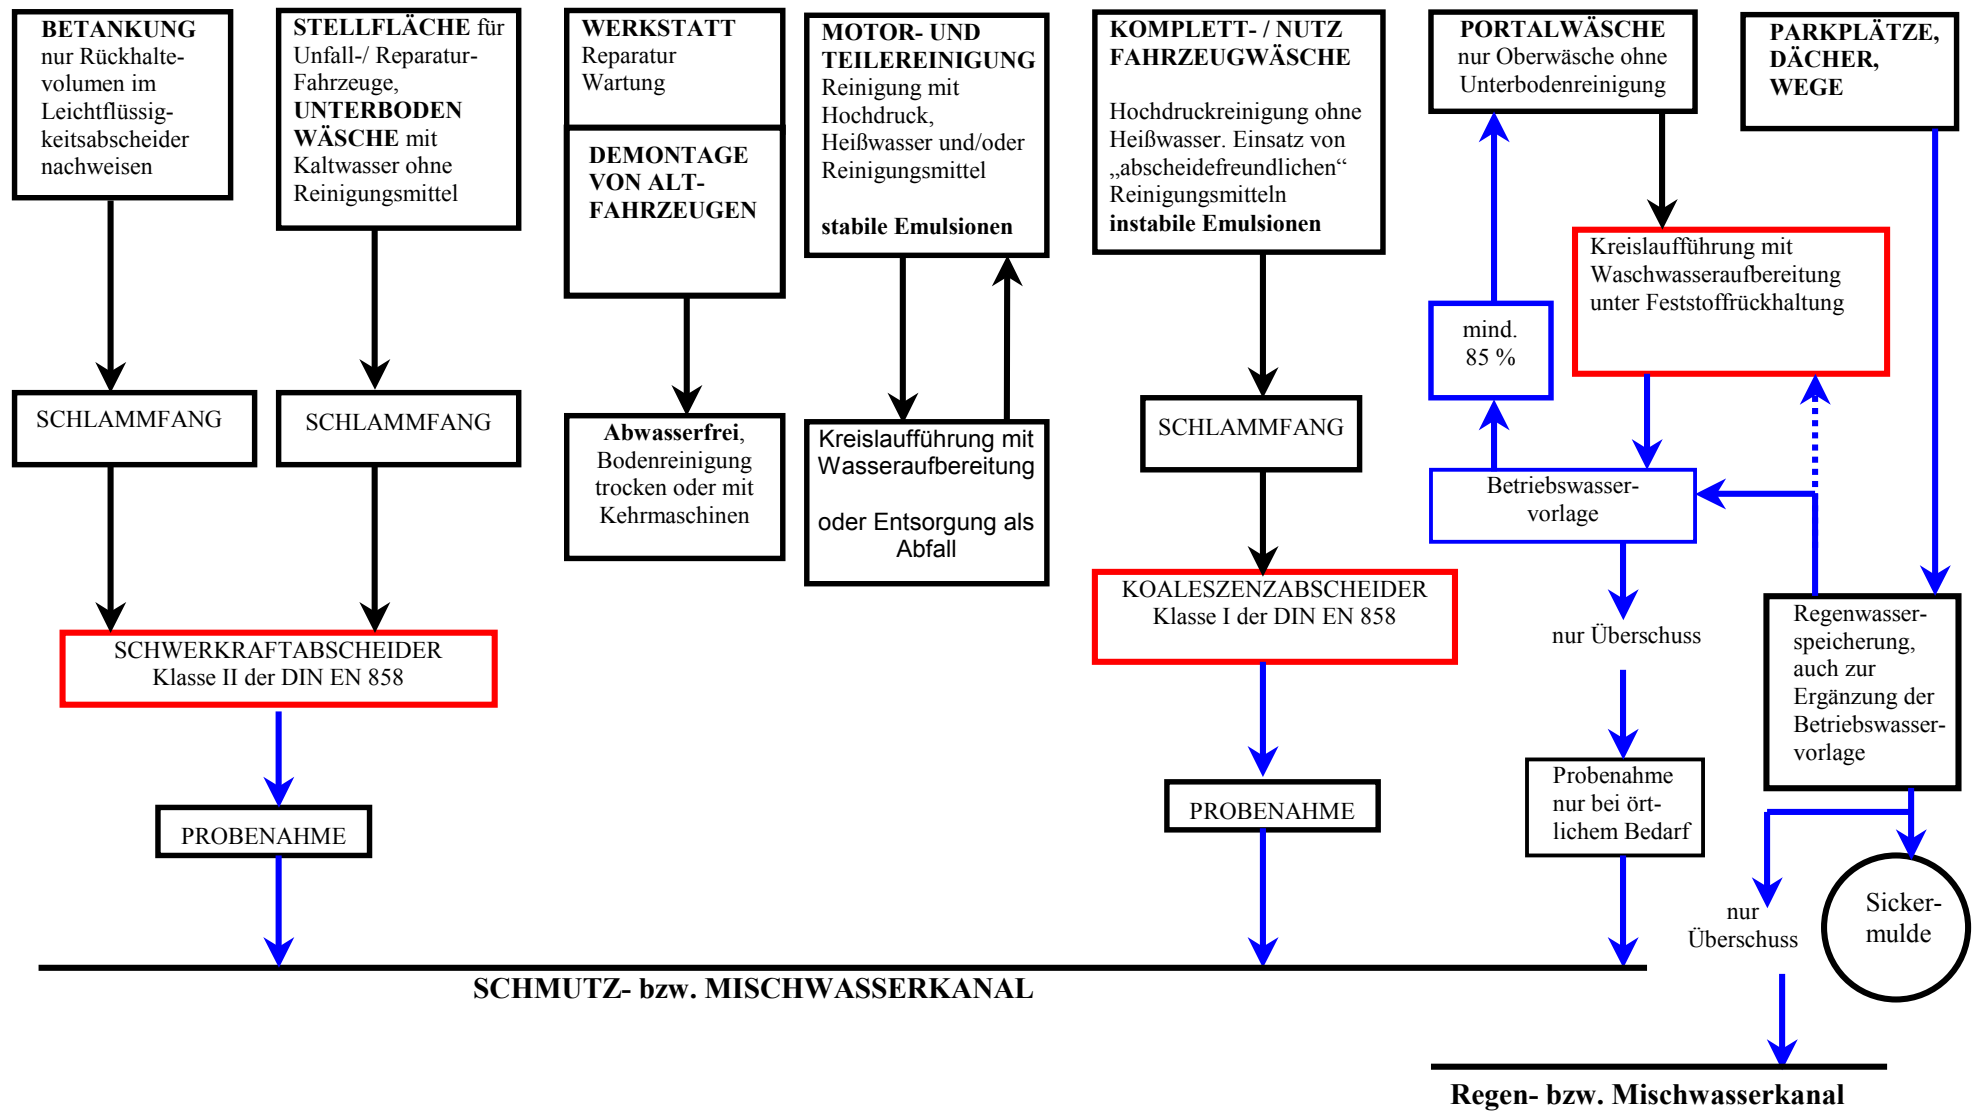 BETANKUNG
nur Rückhalte-
volumen im
Leichtflüssig-
keitsabscheider
nachweisen
STELLFLÄCHE für
Unfall-/ Reparatur-
Fahrzeuge,
UNTERBODEN
WÄSCHE mit
Kaltwasser ohne
Reinigungsmittel
WERKSTATT
Reparatur
Wartung
DEMONTAGE
VON ALT-
FAHRZEUGEN
MOTOR- UND
TEILEREINIGUNG
Reinigung mit
Hochdruck,
Heißwasser und/oder
Reinigungsmittel
stabile Emulsionen
KOMPLETT- / NUTZ
FAHRZEUGWÄSCHE
Hochdruckreinigung ohne
Heißwasser. Einsatz von
„abscheidefreundlichen“
Reinigungsmitteln
instabile Emulsionen
PORTALWÄSCHE
nur Oberwäsche ohne
Unterbodenreinigung
PARKPLÄTZE,
DÄCHER,
WEGE
Kreislaufführung mit
Waschwasseraufbereitung
unter Feststoffrückhaltung
mind.
85 %
SCHLAMMFANG
SCHLAMMFANG
Abwasserfrei,
Bodenreinigung
trocken oder mit
Kehrmaschinen
Kreislaufführung mit
Wasseraufbereitung
oder Entsorgung als
Abfall
SCHLAMMFANG
Betriebswasser-
vorlage
KOALESZENZABSCHEIDER
Klasse I der DIN EN 858
nur Überschuss
Regenwasser-
speicherung,
auch zur
Ergänzung der
Betriebswasser-
vorlage
SCHWERKRAFTABSCHEIDER
Klasse II der DIN EN 858
PROBENAHME
PROBENAHME
Probenahme
nur bei ört-
lichem Bedarf
nur
Überschuss
Sicker-
mulde
SCHMUTZ- bzw. MISCHWASSERKANAL
Regen- bzw. Mischwasserkanal